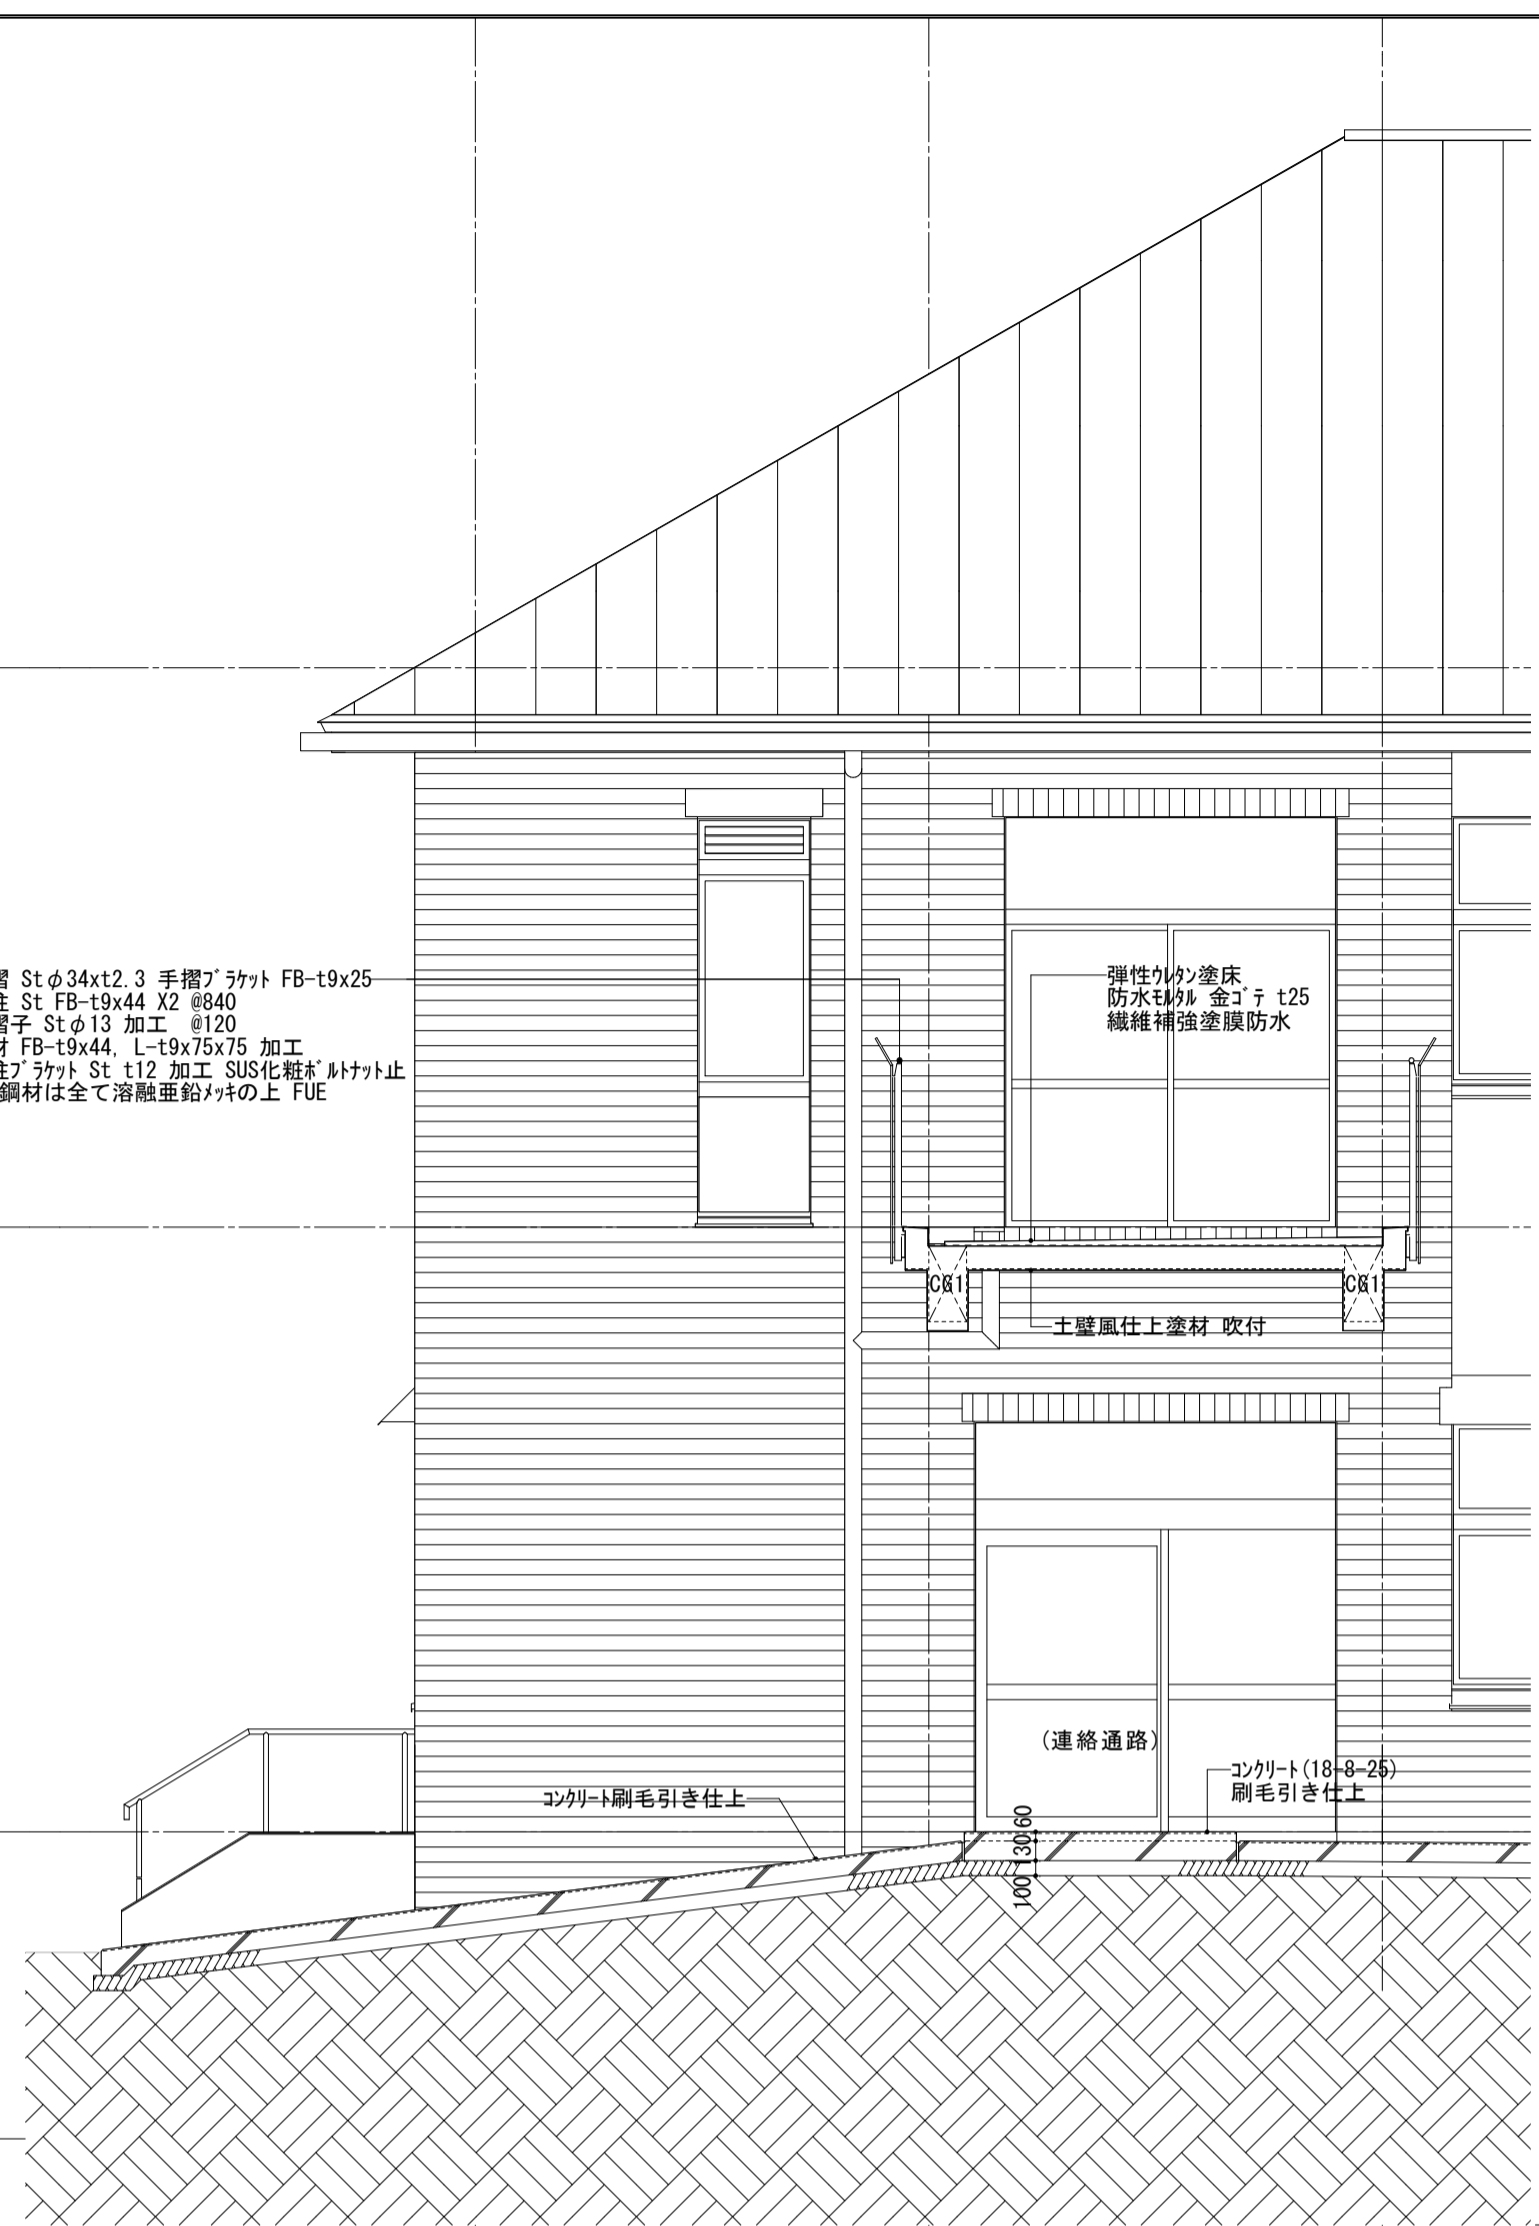 摺 Stφ34xt2.3 手摺ﾌﾞﾗｹｯﾄ FB-t9x25
St FB-t9x44 X2 @840
摺子 Stφ13 加工 @120
材 FB-t9x44, L-t9x75x75 加工
ﾌﾞﾗｹｯﾄ St t12 加工 SUS化粧ﾎﾞﾙﾄﾅｯﾄ止
鋼材は全て溶融亜鉛ﾒｯｷの上 FUE
弾性ｳﾚﾀﾝ塗床
防水ﾓﾙﾀﾙ 金ｺﾞﾃ t25
繊維補強塗膜防水
CG1
CG1
土壁風仕上塗材 吹付
(連絡通路)
ｺﾝｸﾘｰﾄ(18-8-25)
刷毛引き仕上
ｺﾝｸﾘｰﾄ刷毛引き仕上
60
130
100